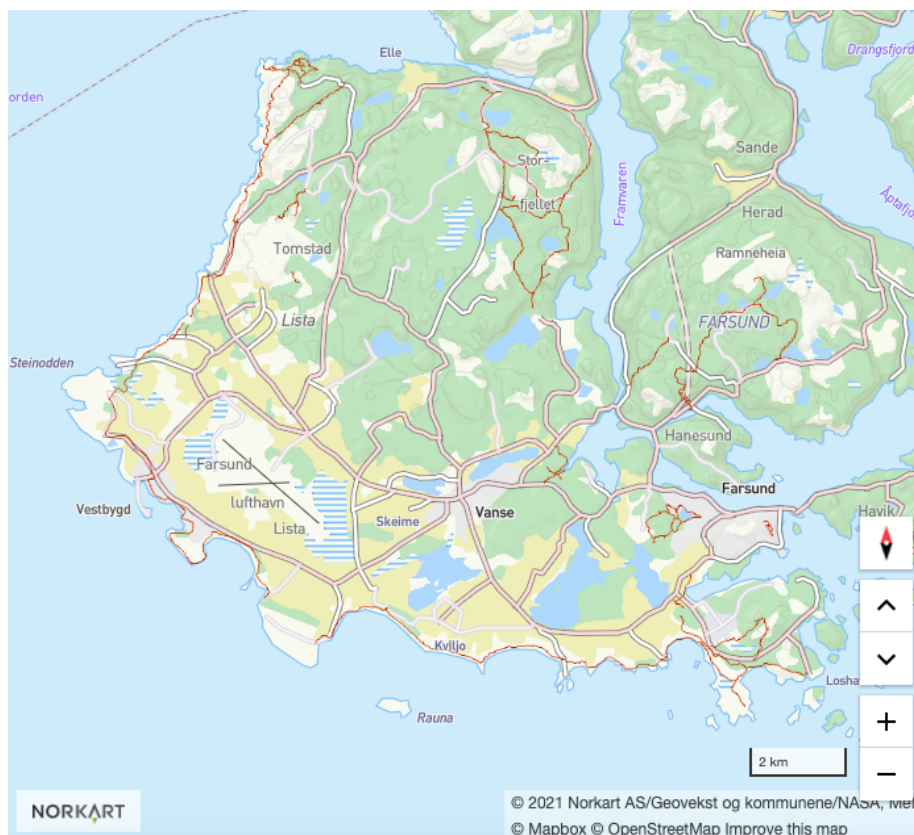 Elle
Drangsfjord
jorden
Stor-
Sande
fjellet
Framvaren
Åptafjo
Herad
Tomstad
Ramneheia
Lista
FARSUND
Steinodden
Hanesund
Farsund
lufthavn
Lista
Farsund
Vestbygd
Skeime
Vanse
Havik
Kviljo
Losha
Rauna
2 km
NORKART
© 2021 Norkart AS/Geovekst og kommunene/NASA, Met
© Mapbox © OpenStreetMap Improve this map